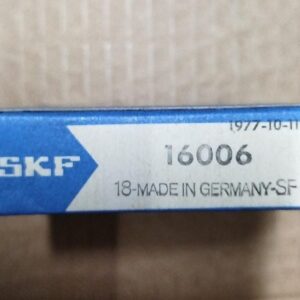 1977-10-11
SKF
16006
18-MADE IN GERMANY-SF